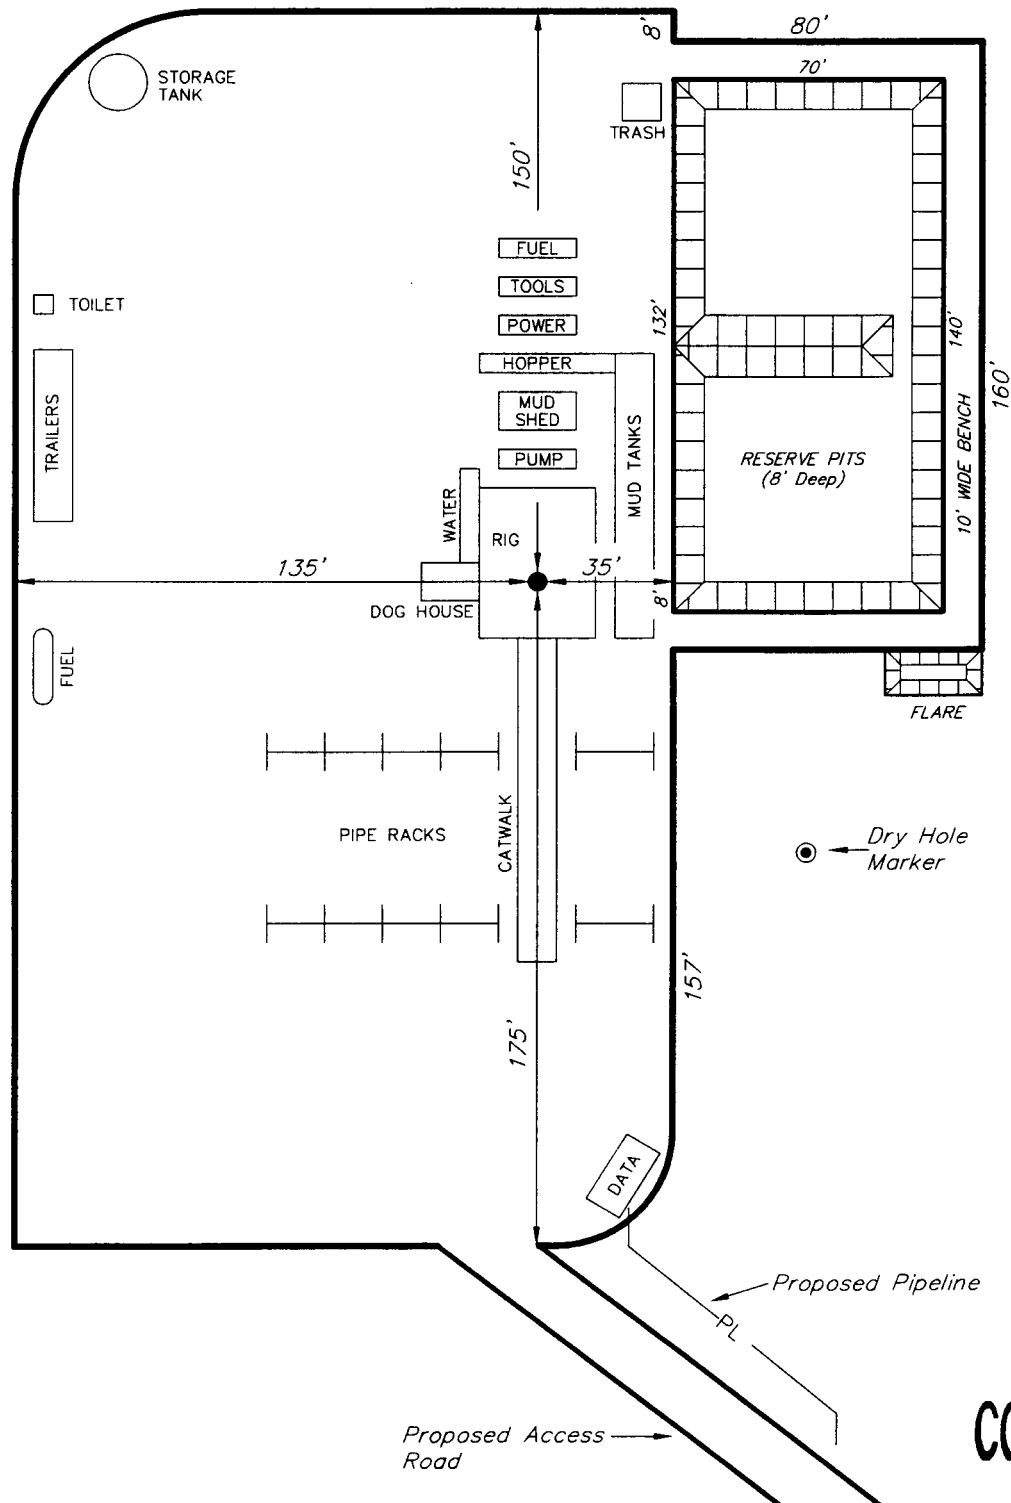 8'
80'
70'
STORAGE
TANK
TRASH
150'
FUEL
TOOLS
TOILET
POWER
132'
140'
160'
HOPPER
TRAILERS
MUD
SHED
MUD TANKS
RESERVE PITS
(8' Deep)
10' WIDE BENCH
PUMP
WATER
RIG
135'
35'
8'
DOG HOUSE
FUEL
FLARE
PIPE RACKS
CATWALK
Dry Hole
Marker
157'
175'
DATA
Proposed Pipeline
PL
Proposed Access
Road